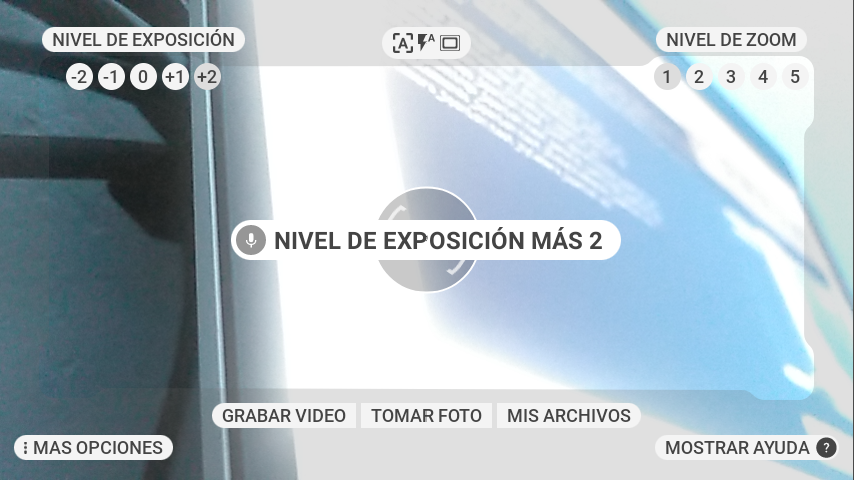 NIVEL DE EXPOSICIÓN
-2 -1 0 +1 +2
A
A
NIVEL DE ZOOM
1 2 3 4 5
NIVEL DE EXPOSICIÓN MÁS 2
GRABAR VIDEO
TOMAR FOTO
MIS ARCHIVOS
MAS OPCIONES
MOSTRAR AYUDA ?